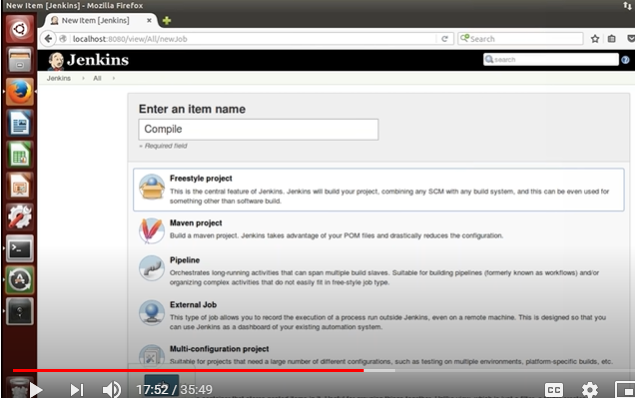 New Item [Jenkins] - Mozilla Firefox
New Item [Jenkins]
localhost:8080/view/All/newJob
Search
Jenkins
search
Jenkins
All
Enter an item name
Compile
» Required field
Freestyle project
This is the central feature of Jenkins. Jenkins will build your project, combining any SCM with any build system, and this can be even used for
something other than software build.
Maven project
Build a maven project. Jenkins takes advantage of your POM files and drastically reduces the configuration.
Pipeline
Orchestrates long-running activities that can span multiple build slaves. Suitable for building pipelines (formerly known as workflows) and/or
organizing complex activities that do not easily fit in free-style job type.
External Job
This type of job allows you to record the execution of a process run outside Jenkins, even on a remote machine. This is designed so that you
can use Jenkins as a dashboard of your existing automation system.
Multi-configuration project
Suitable for projects that need a large number of different configurations, such as testing on multiple environments, platform-specific builds, etc.
17:52 / 35:49
CC